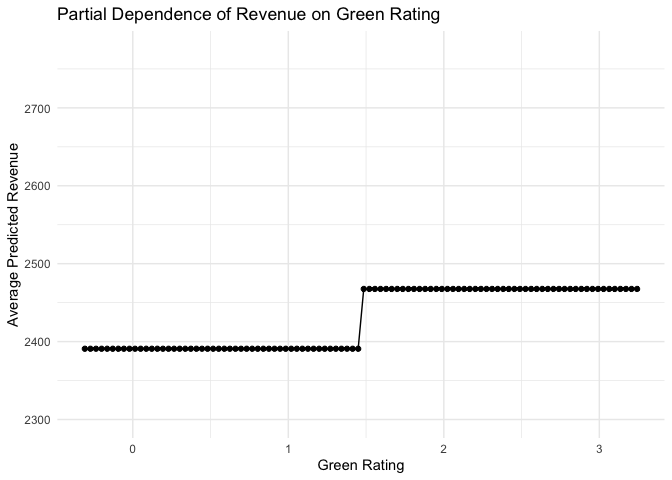 Partial Dependence of Revenue on Green Rating
Average Predicted Revenue
2700
2600
2500
2400
2300
0 1 2 3
Green Rating